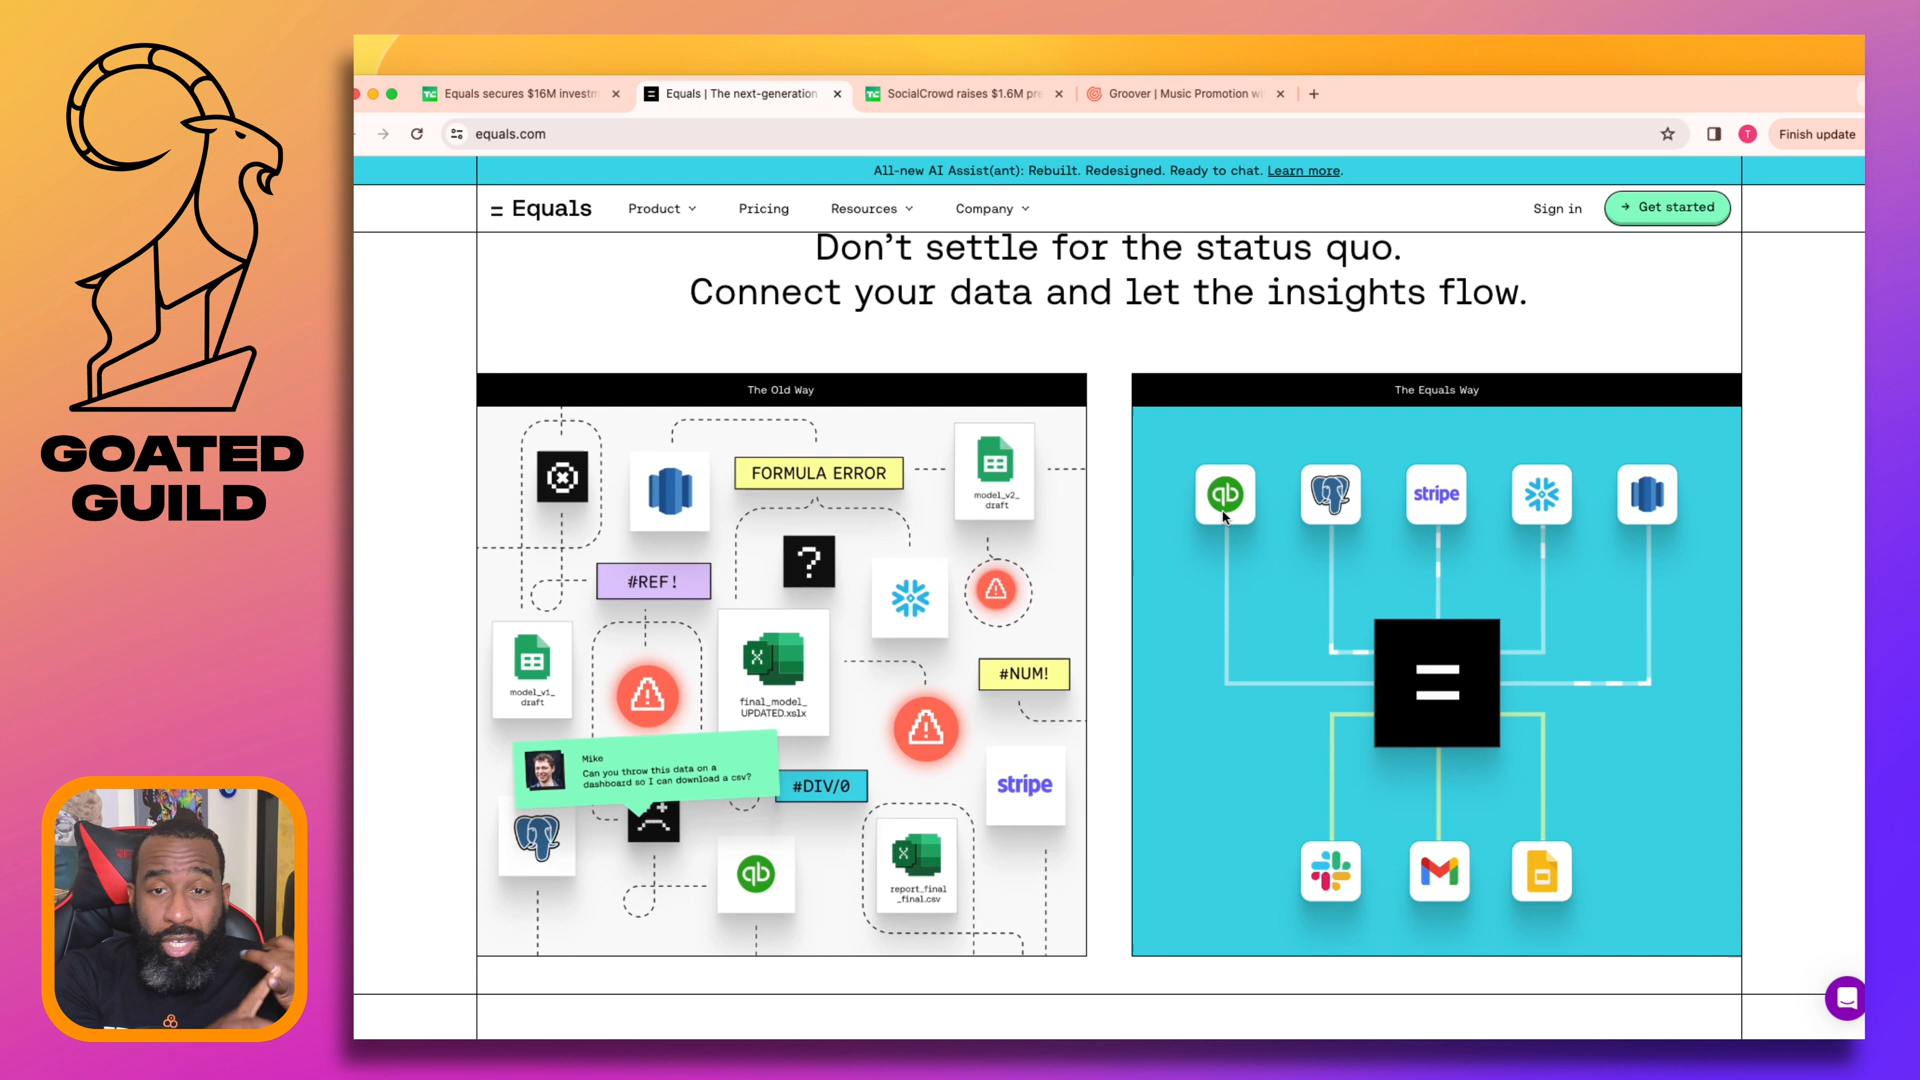 GOATED
GUILD
Equals secures $16M investm
Equals | The next-generation
SocialCrowd raises $1.6M pre
Groover | Music Promotion wi
equals.com
T
Finish update
All-new AI Assist(ant): Rebuilt. Redesigned. Ready to chat. Learn more.
= Equals
Product
Pricing
Resources
Company
Sign in
→ Get started
Don't settle for the status quo.
Connect your data and let the insights flow.
The Old Way
FORMULA ERROR
model_v2_
draft
?
#REF!
model_v1_
draft
X
final_model_
UPDATED.xslx
#NUM!
Mike
Can you throw this data on a
dashboard so I can download a csv?
#DIV/0
stripe
qb
X
report_final
_final.csv
The Equals Way
qb
stripe
=